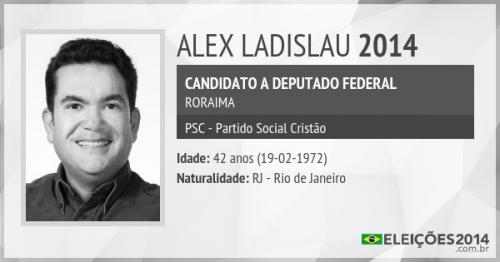 ALEX LADISLAU 2014
CANDIDATO A DEPUTADO FEDERAL
RORAIMA
PSC - Partido Social Cristão
Idade: 42 anos (19-02-1972)
Naturalidade: RJ - Rio de Janeiro
ELEIÇÕES2014
.com.br